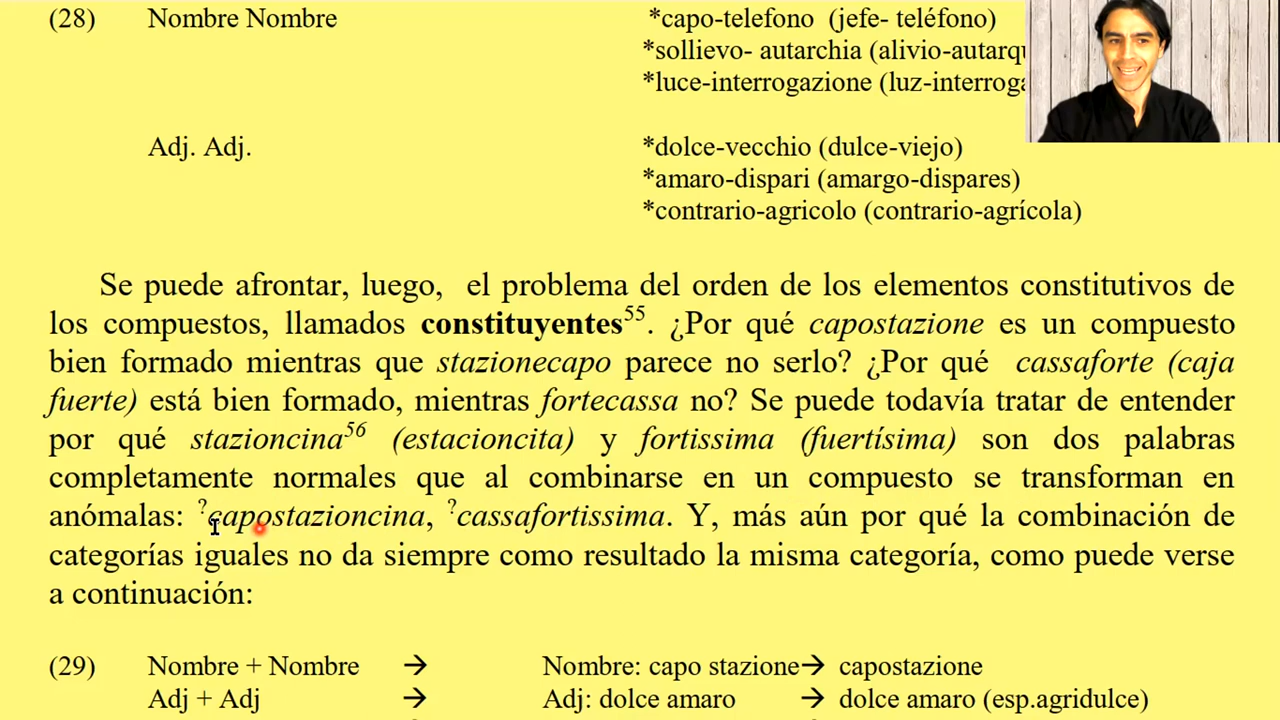 (28) Nombre Nombre *capo-telefono (jefe- teléfono)
*sollievo- autarchia (alivio-autarqu
*luce-interrogazione (luz-interroga
Adj. Adj. *dolce-vecchio (dulce-viejo)
*amaro-dispari (amargo-dispares)
*contrario-agricolo (contrario-agrícola)
Se puede afrontar, luego, el problema del orden de los elementos constitutivos de
los compuestos, llamados constituyentes55. ¿Por qué capostazione es un compuesto
bien formado mientras que stazionecapo parece no serlo? ¿Por qué cassaforte (caja
fuerte) está bien formado, mientras fortecassa no? Se puede todavía tratar de entender
por qué stazioncina56 (estacioncita) y fortissima (fuertísima) son dos palabras
completamente normales que al combinarse en un compuesto se transforman en
anómalas: ?capostazioncina, ?cassafortissima. Y, más aún por qué la combinación de
categorías iguales no da siempre como resultado la misma categoría, como puede verse
a continuación:
(29) Nombre + Nombre → Nombre: capo stazione→ capostazione
Adj + Adj → Adj: dolce amaro → dolce amaro (esp.agridulce)